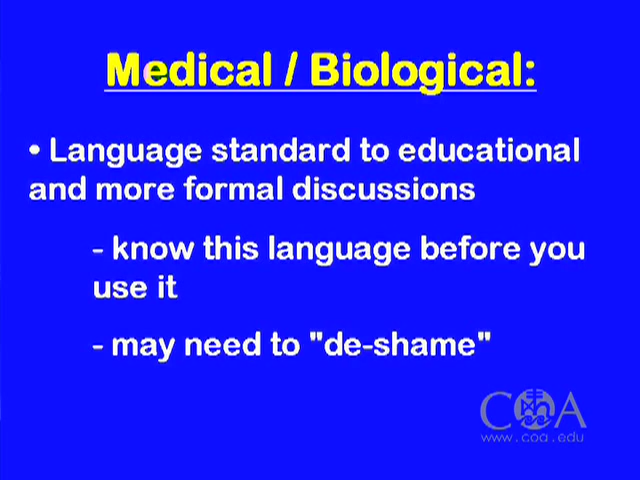 Medical / Biological:
• Language standard to educational
and more formal discussions
- know this language before you
use it
- may need to "de-shame"
COA
www.coa.edu